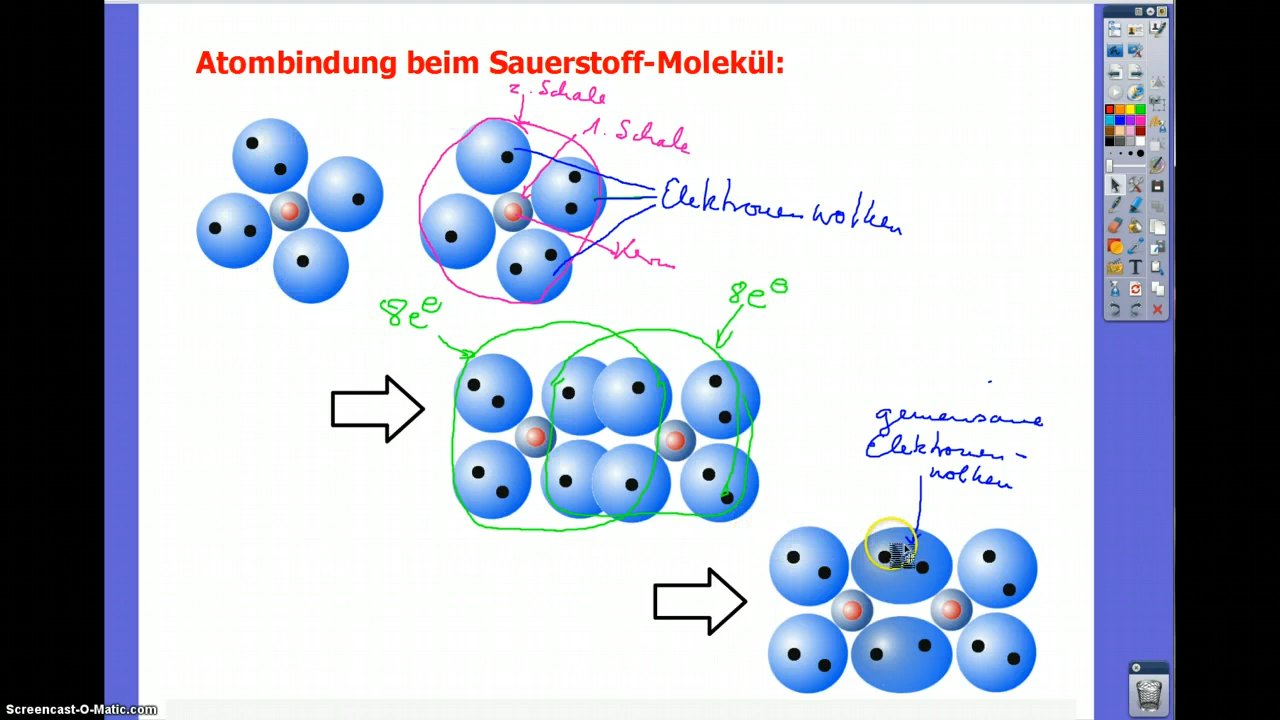 Atombindung beim Sauerstoff-Molekül:
2. Schale
1. Schale
Elektronenwolken
Kern
8e⊖
8e⊖
gemeinsame
Elektronen-
wolken
Screencast-O-Matic.com